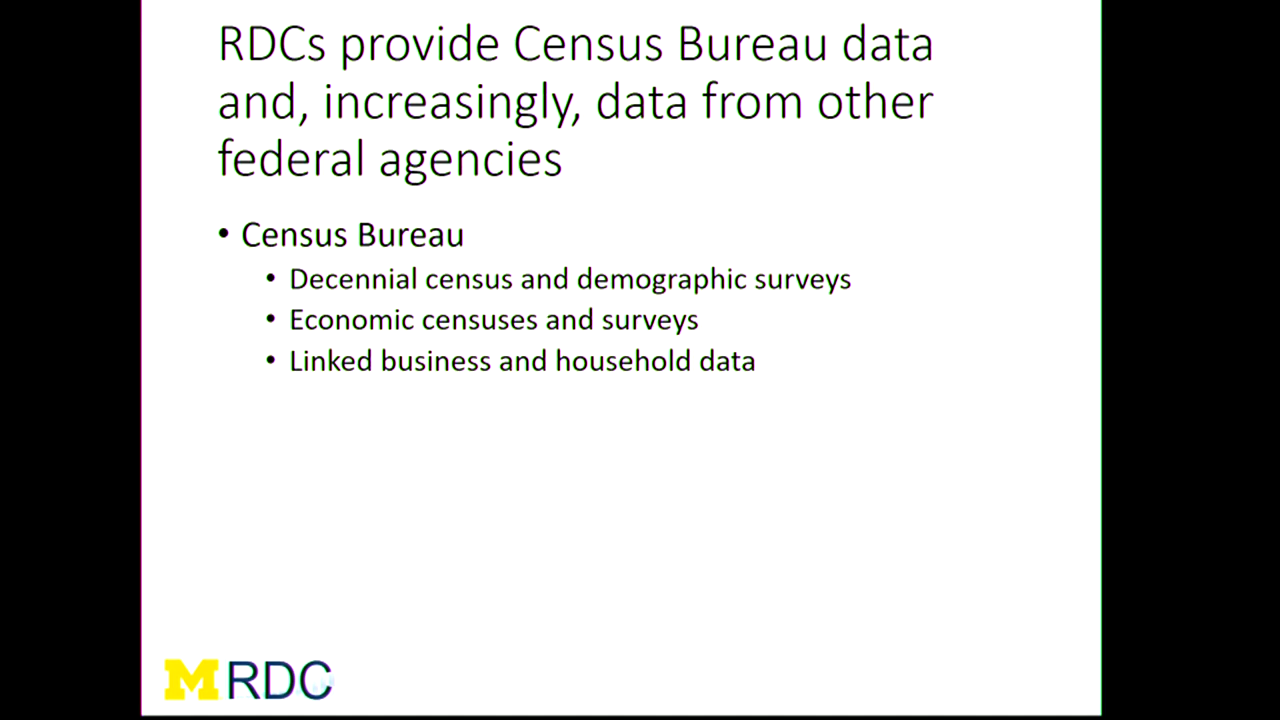 RDCs provide Census Bureau data
and, increasingly, data from other
federal agencies
• Census Bureau
• Decennial census and demographic surveys
• Economic censuses and surveys
• Linked business and household data
M RDC